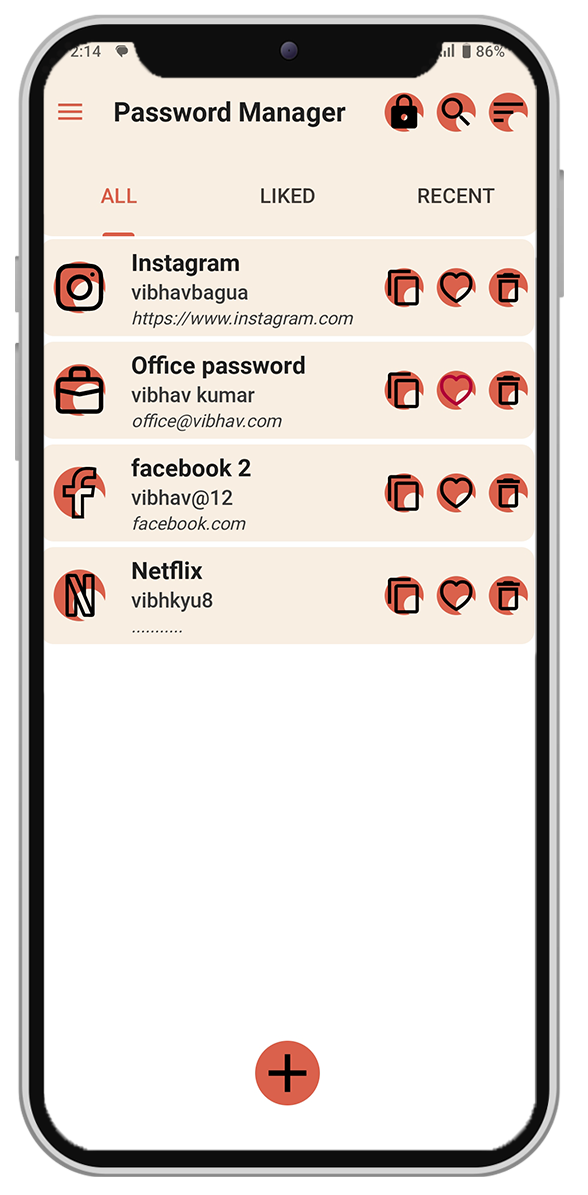 2:14 86%
Password Manager
ALL LIKED RECENT
Instagram
vibhavbagua
https://www.instagram.com
Office password
vibhav kumar
office@vibhav.com
facebook 2
vibhav@12
facebook.com
Netflix
vibhkyu8
...........